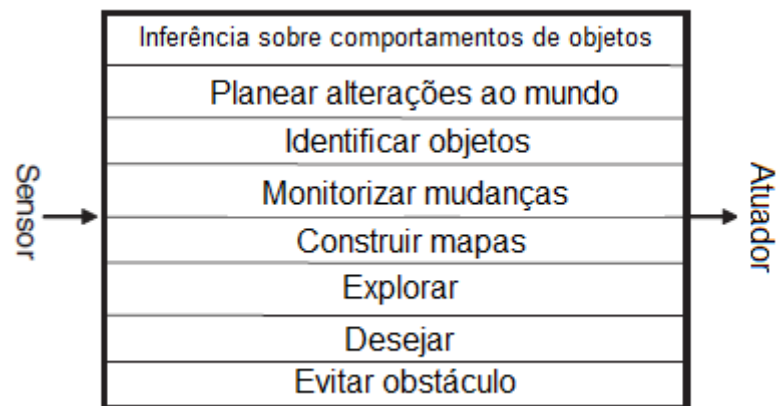 Inferência sobre comportamentos de objetos
Planear alterações ao mundo
Identificar objetos
Monitorizar mudanças
Construir mapas
Explorar
Desejar
Evitar obstáculo
Sensor
Atuador